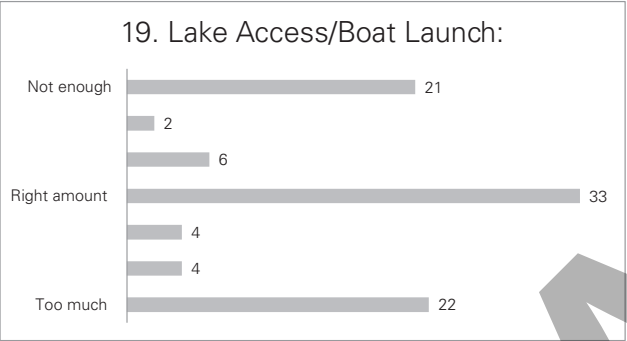 19. Lake Access/Boat Launch:
Not enough 21
2
6
Right amount 33
4
4
Too much 22